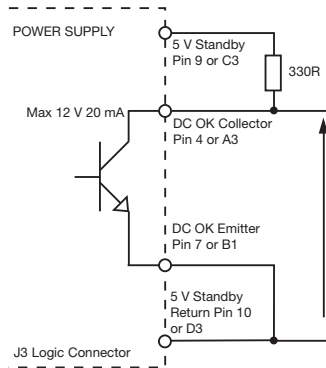 POWER SUPPLY
5 V Standby
Pin 9 or C3
330R
Max 12 V 20 mA
DC OK Collector
Pin 4 or A3
DC OK Emitter
Pin 7 or B1
5 V Standby
Return Pin 10
or D3
J3 Logic Connector